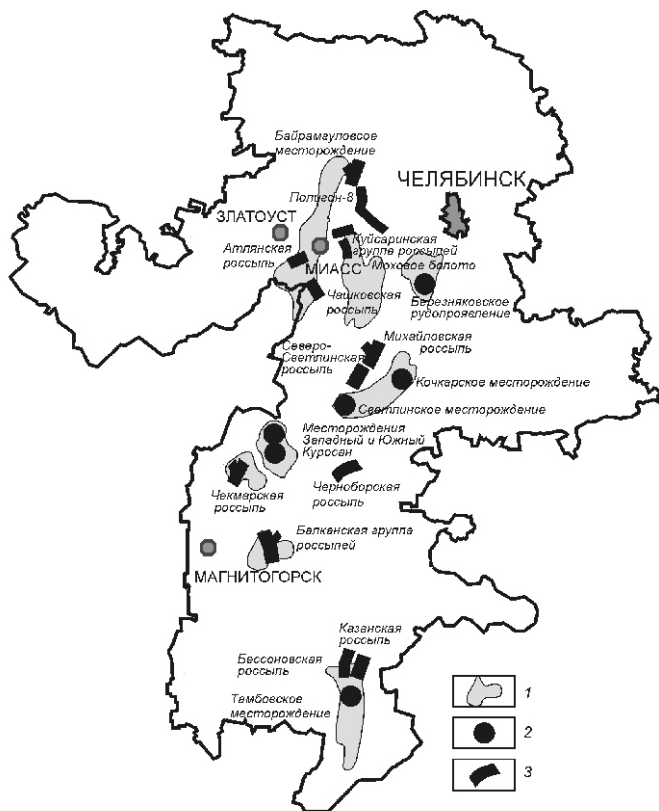 Байрамгуловсое
месторождение
ЧЕЛЯБИНСК
Полигон-8
ЗЛАТОУСТ
Куйсаринская
группа россыпей
Атлянская
россыпь
МИАСС
Моховое болото
Чашковская
россыпь
Березняковское
рудопроявление
Северо-
Светлинская
россыпь
Михайловская
россыпь
Кочкарское месторождение
Светлинское месторождение
Месторождения
Западный и Южный
Куросан
Чекмарская
россыпь
Черноборская
россыпь
Балканская группа
россыпей
МАГНИТОГОРСК
Казанская
россыпь
Бессоновская
россыпь
Тамбовское
месторождение
1
2
3